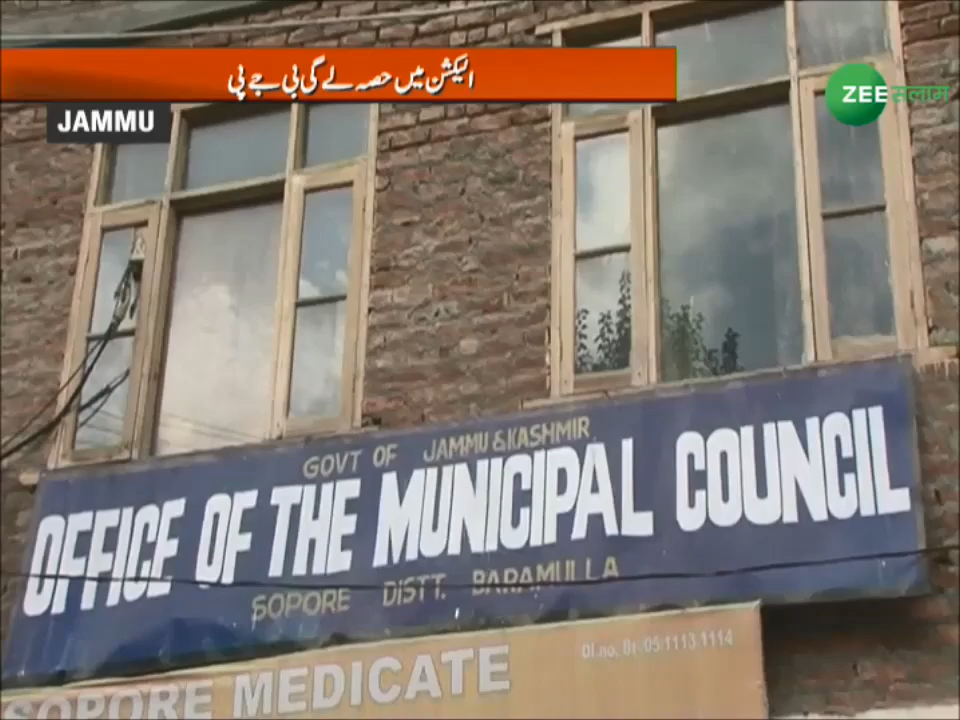 الیکشن میں حصہ لے گی بی جے پی
ZEE सलाम
JAMMU
GOVT OF JAMMU & KASHMIR
OFFICE OF THE MUNICIPAL COUNCIL
SOPORE DISTT. BARAMULLA
SOPORE MEDICATE